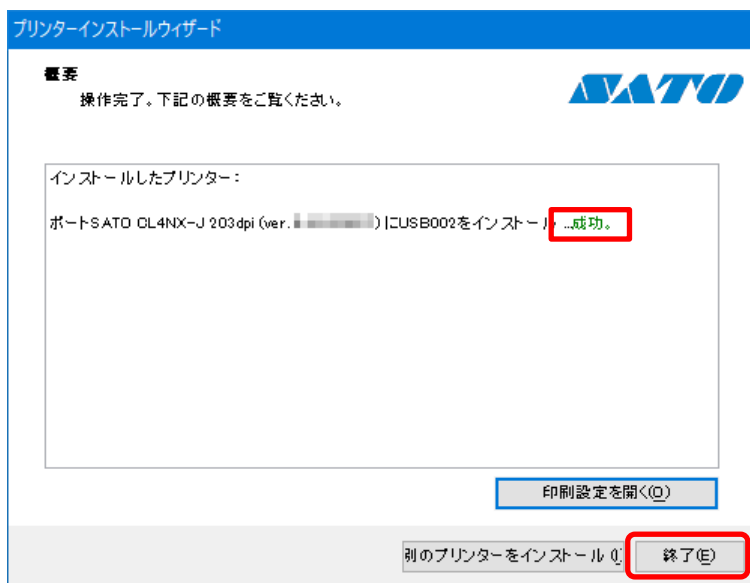 プリンターインストールウィザード
概要
操作完了。下記の概要をご覧ください。
SATO
インストールしたプリンター：
ポートSATO CL4NX-J 203dpi (ver. ) にUSB002をインストール ...成功。
印刷設定を開く(O)
別のプリンターをインストール (I)
終了(E)